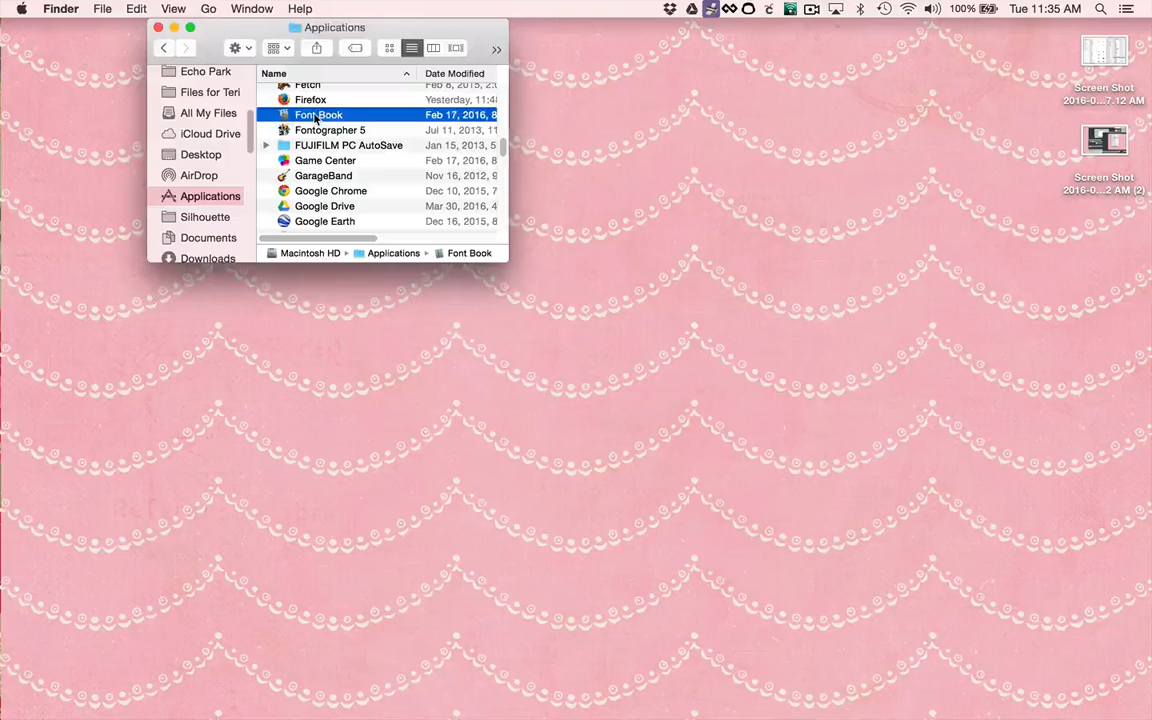 Finder File Edit View Go Window Help 100% Tue 11:35 AM
Applications
Name Date Modified
Echo Park
Files for Teri
All My Files
iCloud Drive
Desktop
AirDrop
Applications
Silhouette
Documents
Downloads
Fetch Feb 8, 2015, 2:
Firefox Yesterday, 11:4
Font Book Feb 17, 2016, 8
Fontographer 5 Jul 11, 2013, 11
FUJIFILM PC AutoSave Jan 15, 2013, 5
Game Center Feb 17, 2016, 8
GarageBand Nov 16, 2012, 9
Google Chrome Dec 10, 2015, 7
Google Drive Mar 30, 2016, 4
Google Earth Dec 16, 2015, 8
Macintosh HD Applications Font Book
Screen Shot
2016-0...7.12 AM
Screen Shot
2016-0...2 AM (2)